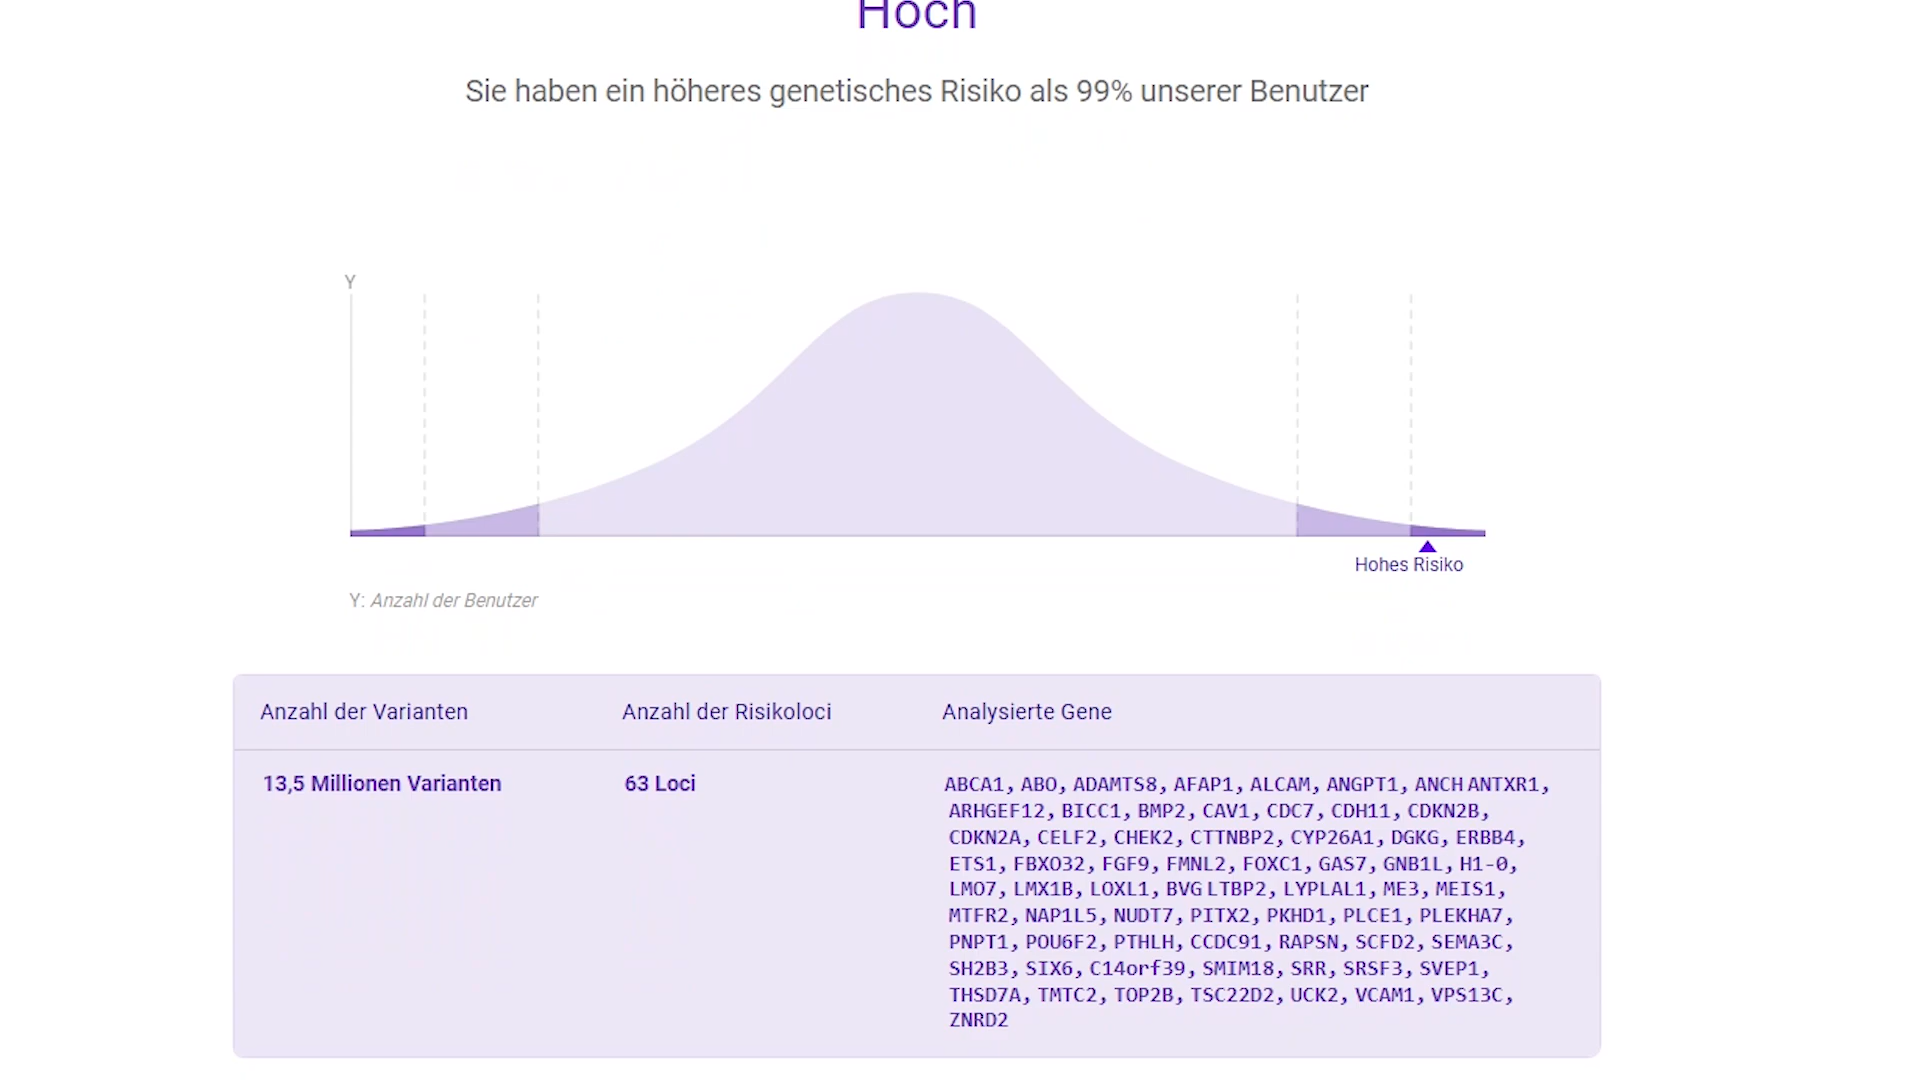 Hoch
Sie haben ein höheres genetisches Risiko als 99% unserer Benutzer
Y
Hohes Risiko
Y: Anzahl der Benutzer
Anzahl der Varianten
Anzahl der Risikoloci
Analysierte Gene
13,5 Millionen Varianten
63 Loci
ABCA1, ABO, ADAMTS8, AFAP1, ALCAM, ANGPT1, ANCH ANTXR1,
ARHGEF12, BICC1, BMP2, CAV1, CDC7, CDH11, CDKN2B,
CDKN2A, CELF2, CHEK2, CTTNBP2, CYP26A1, DGKG, ERBB4,
ETS1, FBXO32, FGF9, FMNL2, FOXC1, GAS7, GNB1L, H1-0,
LMO7, LMX1B, LOXL1, BVG LTBP2, LYPLAL1, ME3, MEIS1,
MTFR2, NAP1L5, NUDT7, PITX2, PKHD1, PLCE1, PLEKHA7,
PNPT1, POU6F2, PTHLH, CCDC91, RAPSN, SCFD2, SEMA3C,
SH2B3, SIX6, C14orf39, SMIM18, SRR, SRSF3, SVEP1,
THSD7A, TMTC2, TOP2B, TSC22D2, UCK2, VCAM1, VPS13C,
ZNRD2